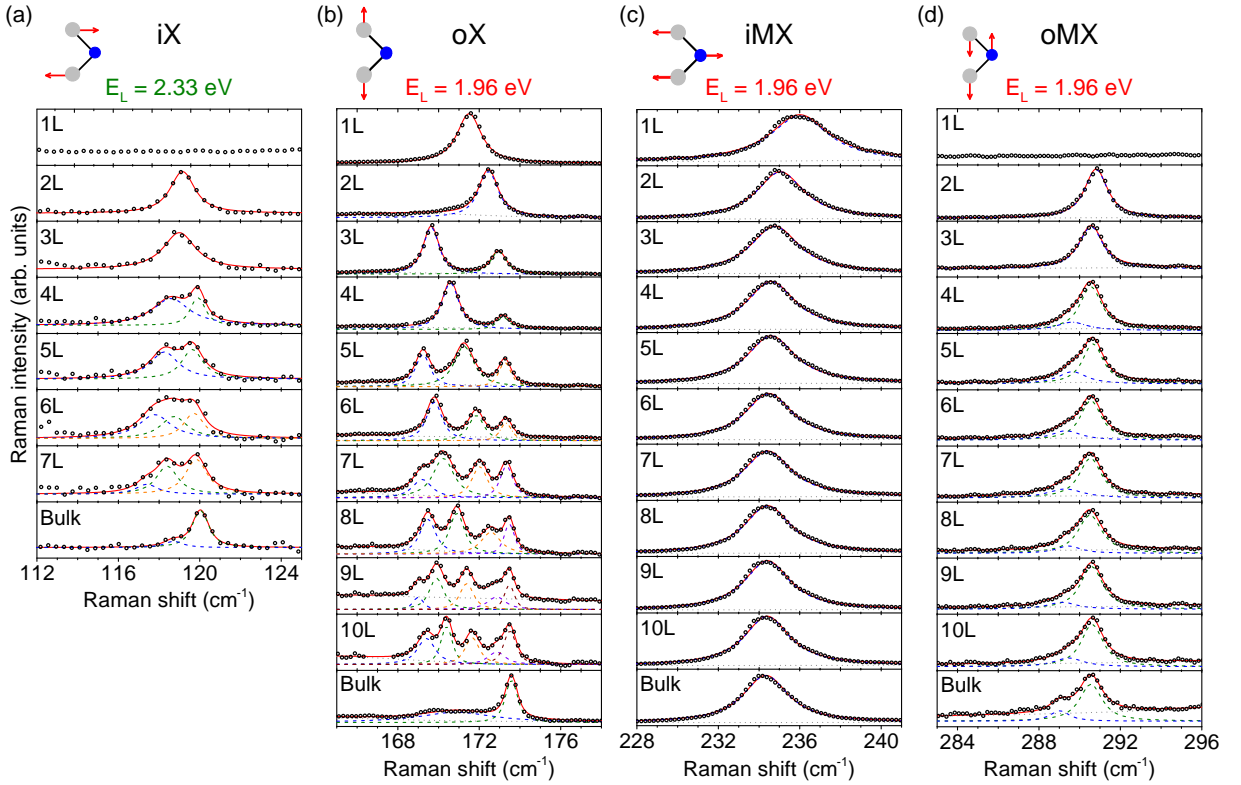 (a)
iX
E_L = 2.33 eV
Raman intensity (arb. units)
1L
2L
3L
4L
5L
6L
7L
Bulk
112 116 120 124
Raman shift (cm⁻¹)
(b)
oX
E_L = 1.96 eV
1L
2L
3L
4L
5L
6L
7L
8L
9L
10L
Bulk
168 172 176
Raman shift (cm⁻¹)
(c)
iMX
E_L = 1.96 eV
1L
2L
3L
4L
5L
6L
7L
8L
9L
10L
Bulk
228 232 236 240
Raman shift (cm⁻¹)
(d)
oMX
E_L = 1.96 eV
1L
2L
3L
4L
5L
6L
7L
8L
9L
10L
Bulk
284 288 292 296
Raman shift (cm⁻¹)